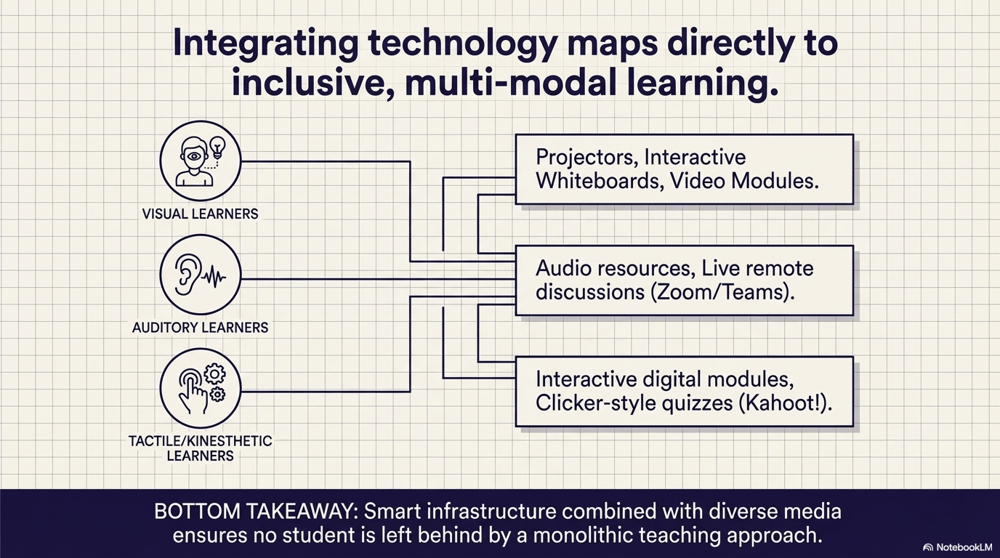 Integrating technology maps directly to
inclusive, multi-modal learning.
VISUAL LEARNERS
Projectors, Interactive
Whiteboards, Video Modules.
AUDITORY LEARNERS
Audio resources, Live remote
discussions (Zoom/Teams).
TACTILE/KINESTHETIC
LEARNERS
Interactive digital modules,
Clicker-style quizzes (Kahoot!).
BOTTOM TAKEAWAY: Smart infrastructure combined with diverse media
ensures no student is left behind by a monolithic teaching approach.
NotebookLM